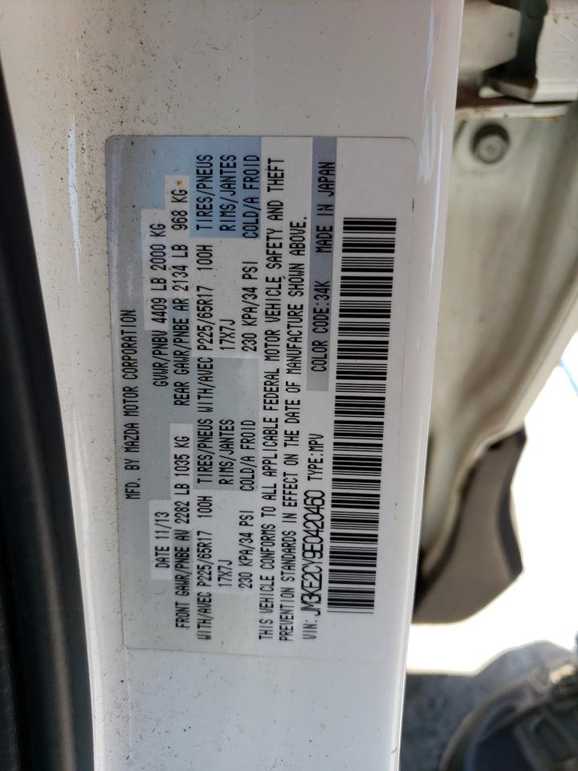 MFD. BY MAZDA MOTOR CORPORATION
DATE 11/13 GVWR/PNBV 4409 LB 2000 KG
FRONT GAWR/PNBE AV 2282 LB 1035 KG REAR GAWR/PNBE AR 2134 LB 968 KG
WITH/AVEC P225/65R17 100H TIRES/PNEUS WITH/AVEC P225/65R17 100H TIRES/PNEUS
17X7J RIMS/JANTES 17X7J RIMS/JANTES
230 KPA/34 PSI COLD/A FROID 230 KPA/34 PSI COLD/A FROID
THIS VEHICLE CONFORMS TO ALL APPLICABLE FEDERAL MOTOR VEHICLE SAFETY AND THEFT
PREVENTION STANDARDS IN EFFECT ON THE DATE OF MANUFACTURE SHOWN ABOVE.
VIN: JM3KE2CY9E0420460 TYPE:MPV COLOR CODE:34K MADE IN JAPAN